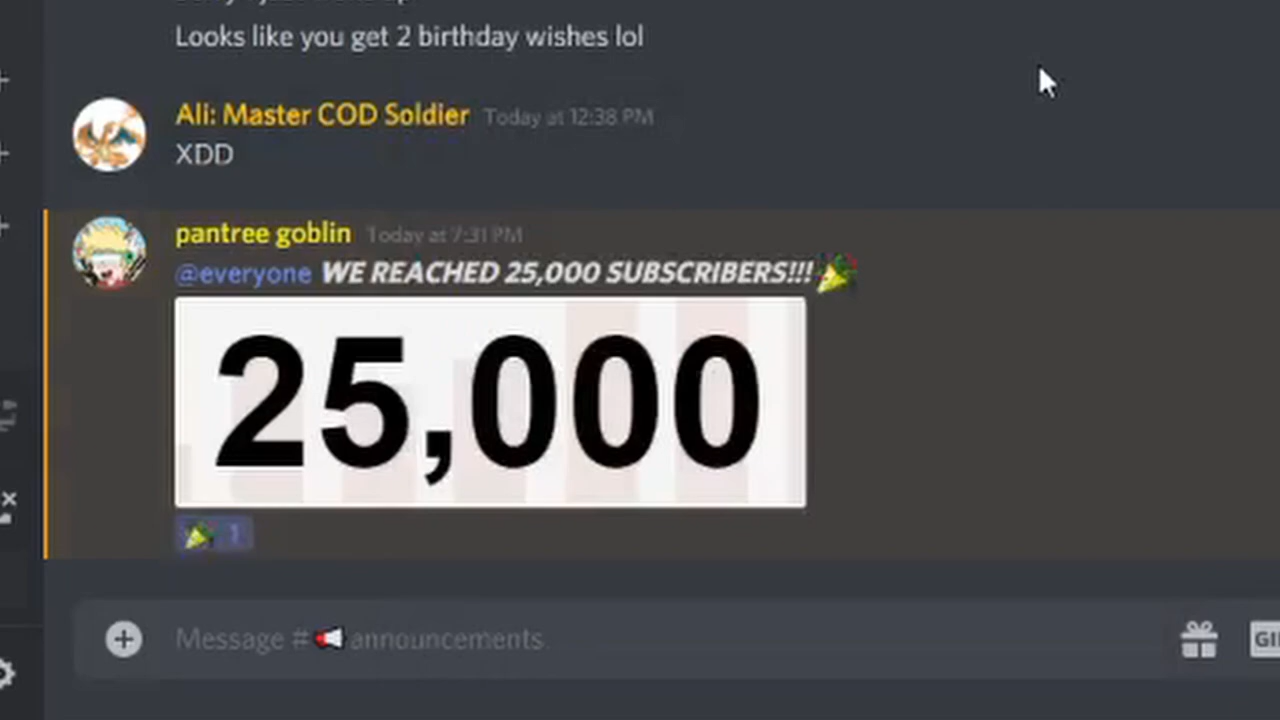 Looks like you get 2 birthday wishes lol
Ali: Master COD Soldier Today at 12:38 PM
XDD
pantree goblin Today at 7:31 PM
@everyone WE REACHED 25,000 SUBSCRIBERS!!!
25,000
1
Message # announcements